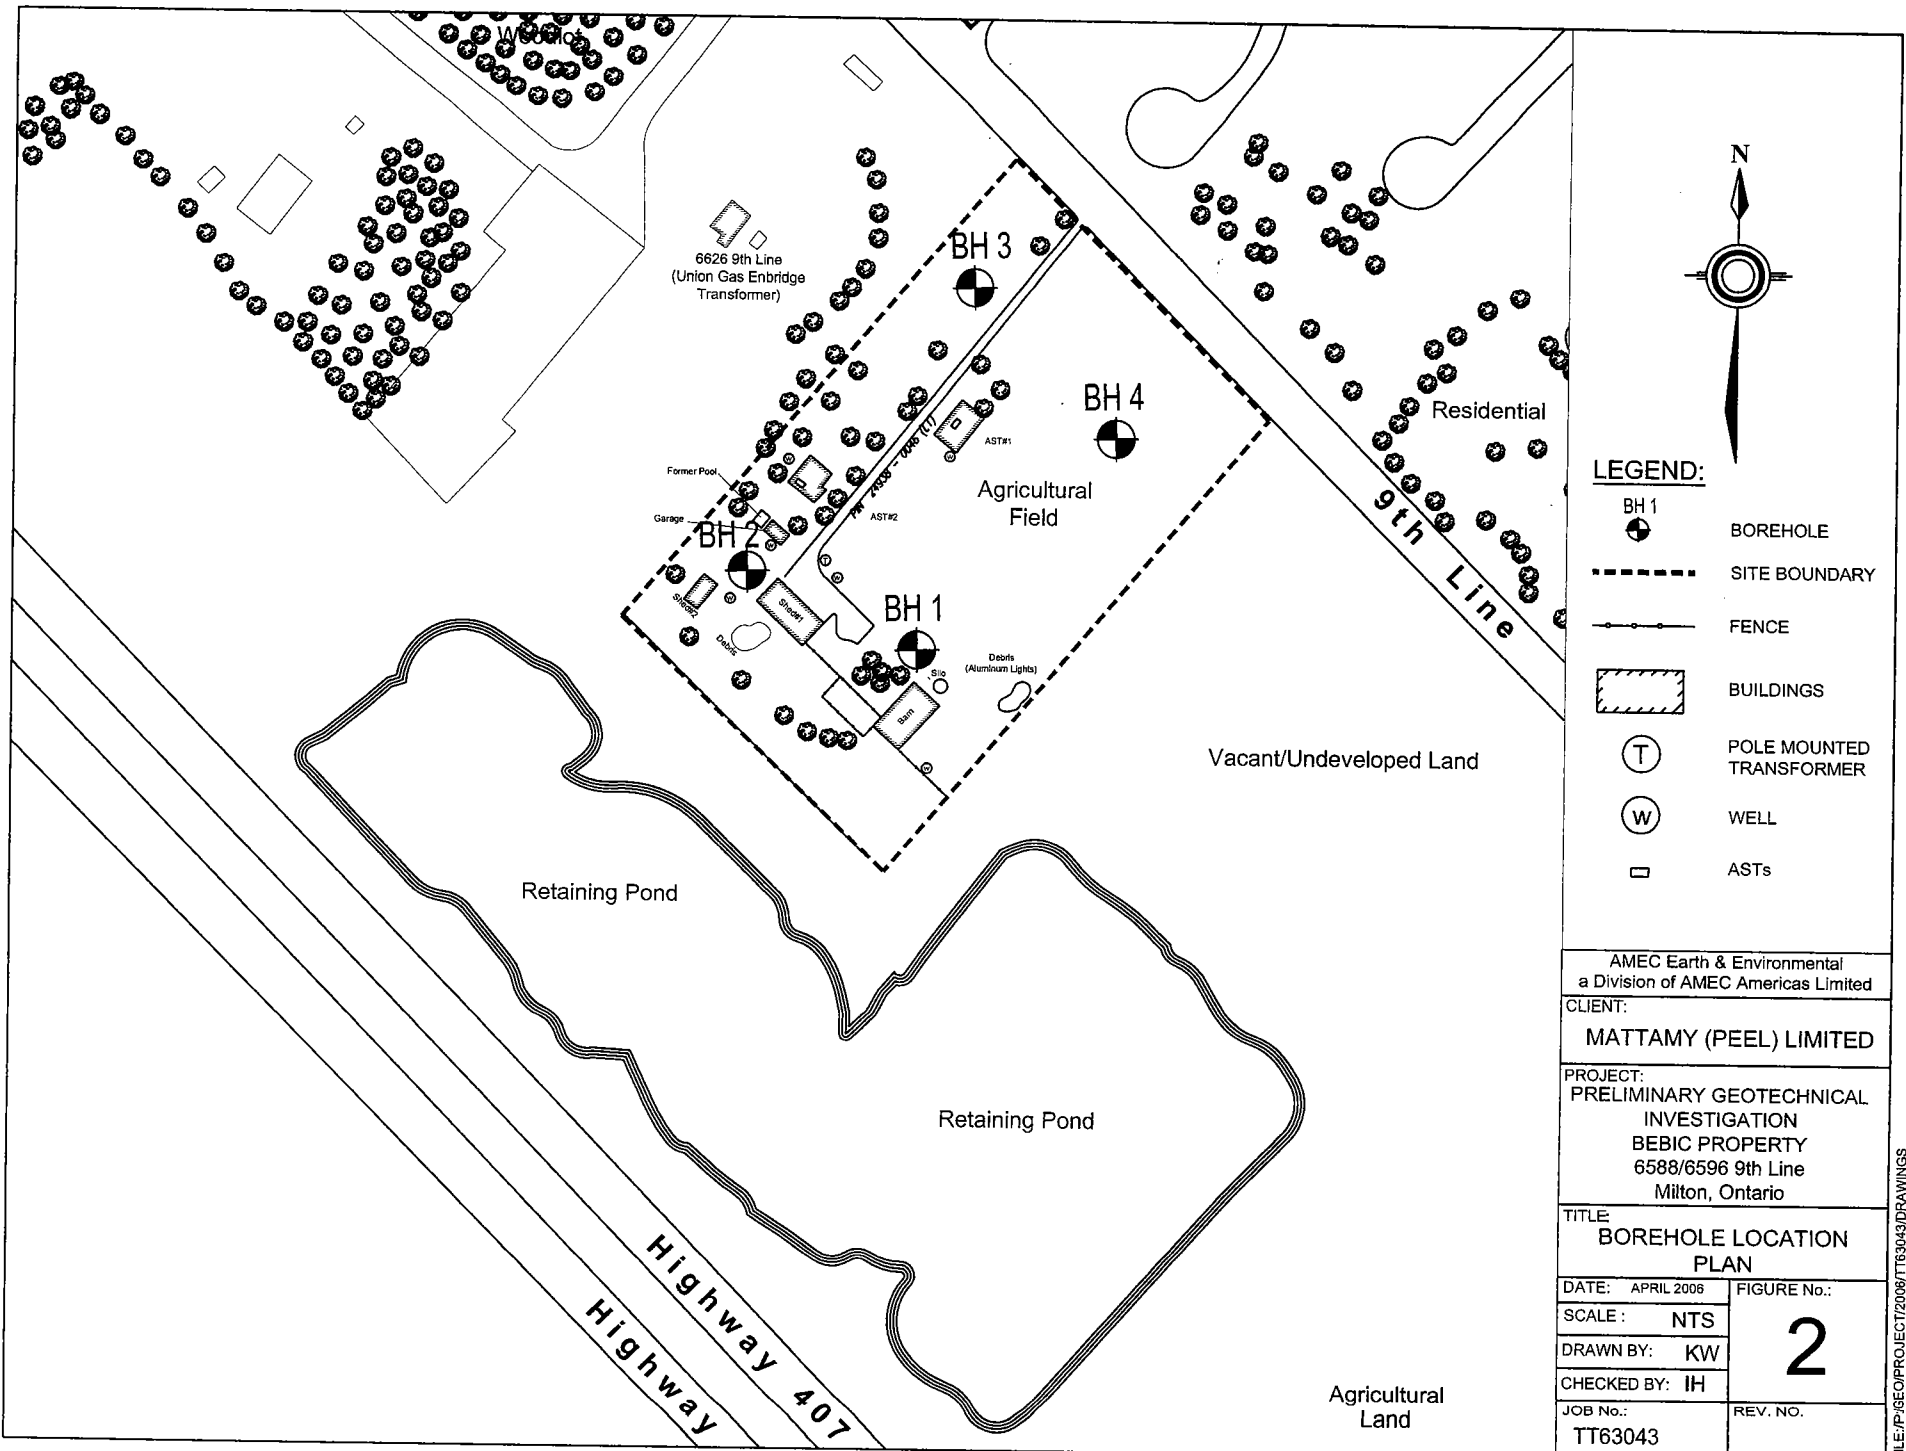 Woodlot
6626 9th Line
(Union Gas Enbridge
Transformer)
BH 3
BH 4
Residential
AST#1
PIN 24938 - 0046 (LT)
Agricultural
Field
Former Pool
Garage
AST#2
BH 2
T
W
W
W
W
W
W
Shed#2
Shed#1
Debris
BH 1
Silo
Debris
(Aluminum Lights)
Barn
9th Line
Vacant/Undeveloped Land
Retaining Pond
Retaining Pond
Highway 407
Highway
Agricultural
Land
N
LEGEND:
BH 1
BOREHOLE
SITE BOUNDARY
FENCE
BUILDINGS
T
POLE MOUNTED
TRANSFORMER
W
WELL
ASTs
AMEC Earth & Environmental
a Division of AMEC Americas Limited
CLIENT:
MATTAMY (PEEL) LIMITED
PROJECT:
PRELIMINARY GEOTECHNICAL
INVESTIGATION
BEBIC PROPERTY
6588/6596 9th Line
Milton, Ontario
TITLE
BOREHOLE LOCATION
PLAN
DATE: APRIL 2006
FIGURE No.:
2
SCALE : NTS
DRAWN BY: KW
CHECKED BY: IH
JOB No.:
TT63043
REV. NO.
ILE:/P:/GEO/PROJECT/2006/TT63043/DRAWINGS